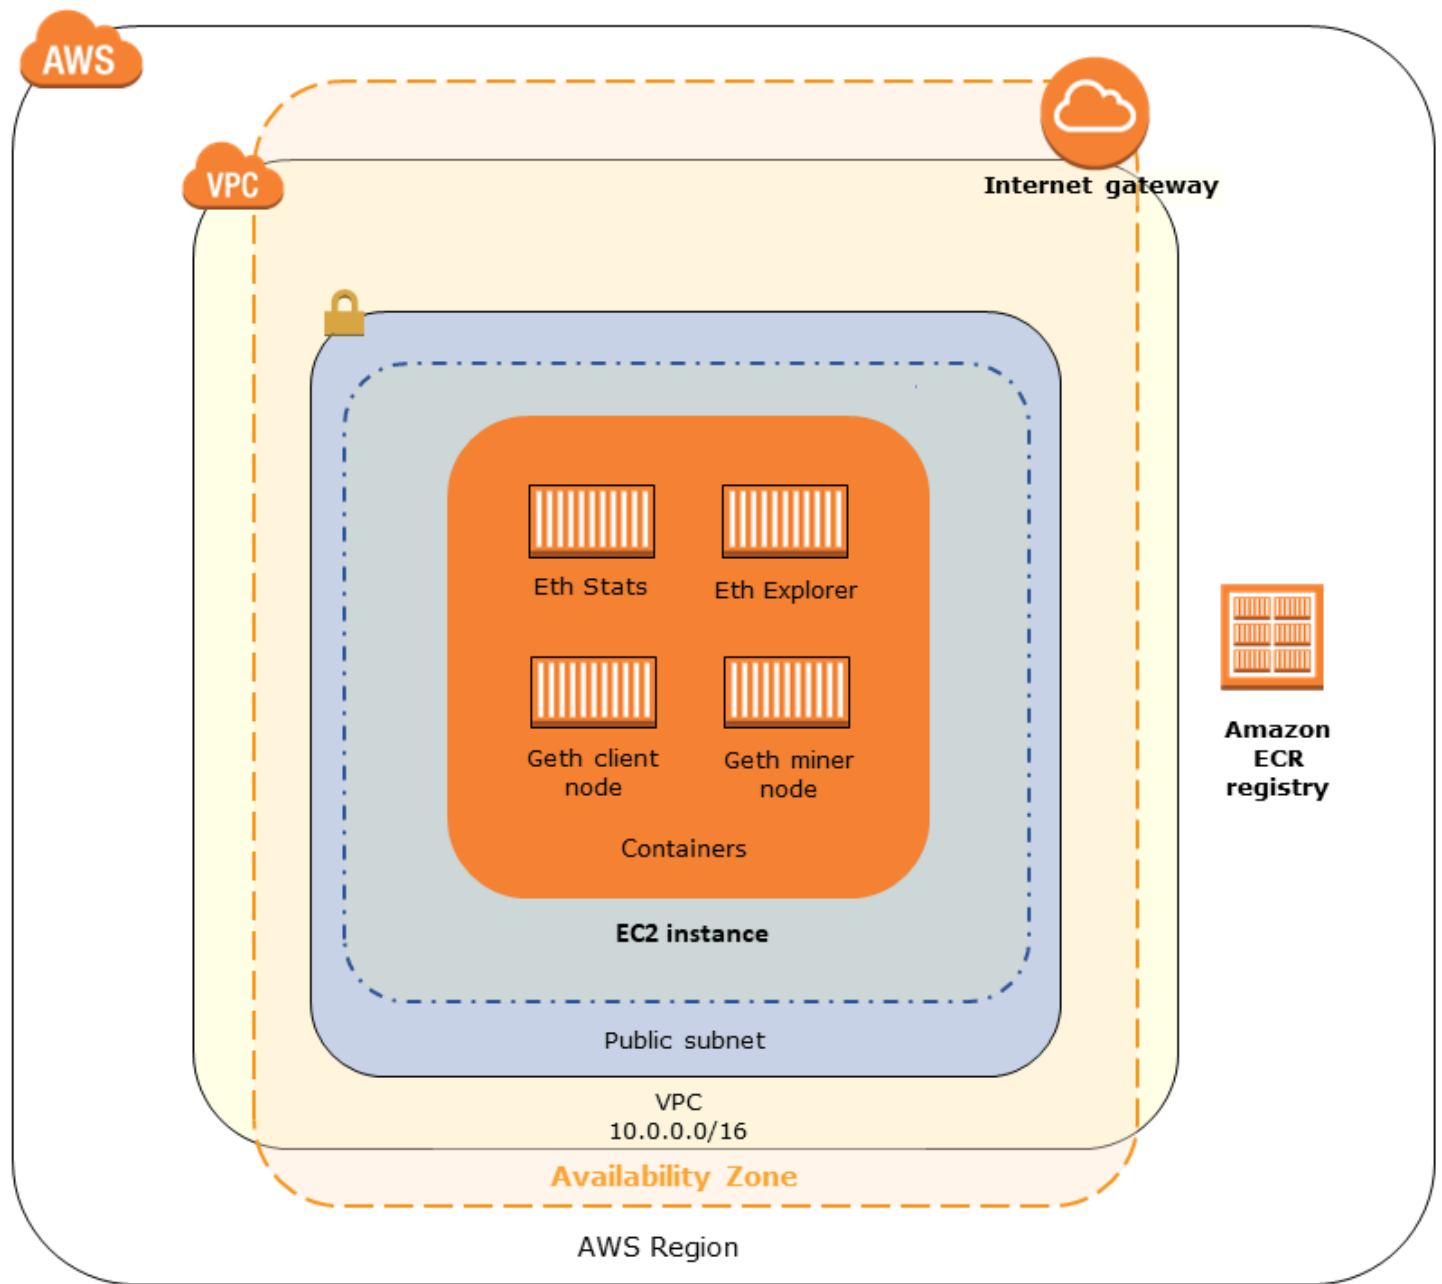 AWS
VPC
Internet gateway
Eth Stats
Eth Explorer
Geth client
node
Geth miner
node
Containers
EC2 instance
Public subnet
VPC
10.0.0.0/16
Availability Zone
AWS Region
Amazon
ECR
registry